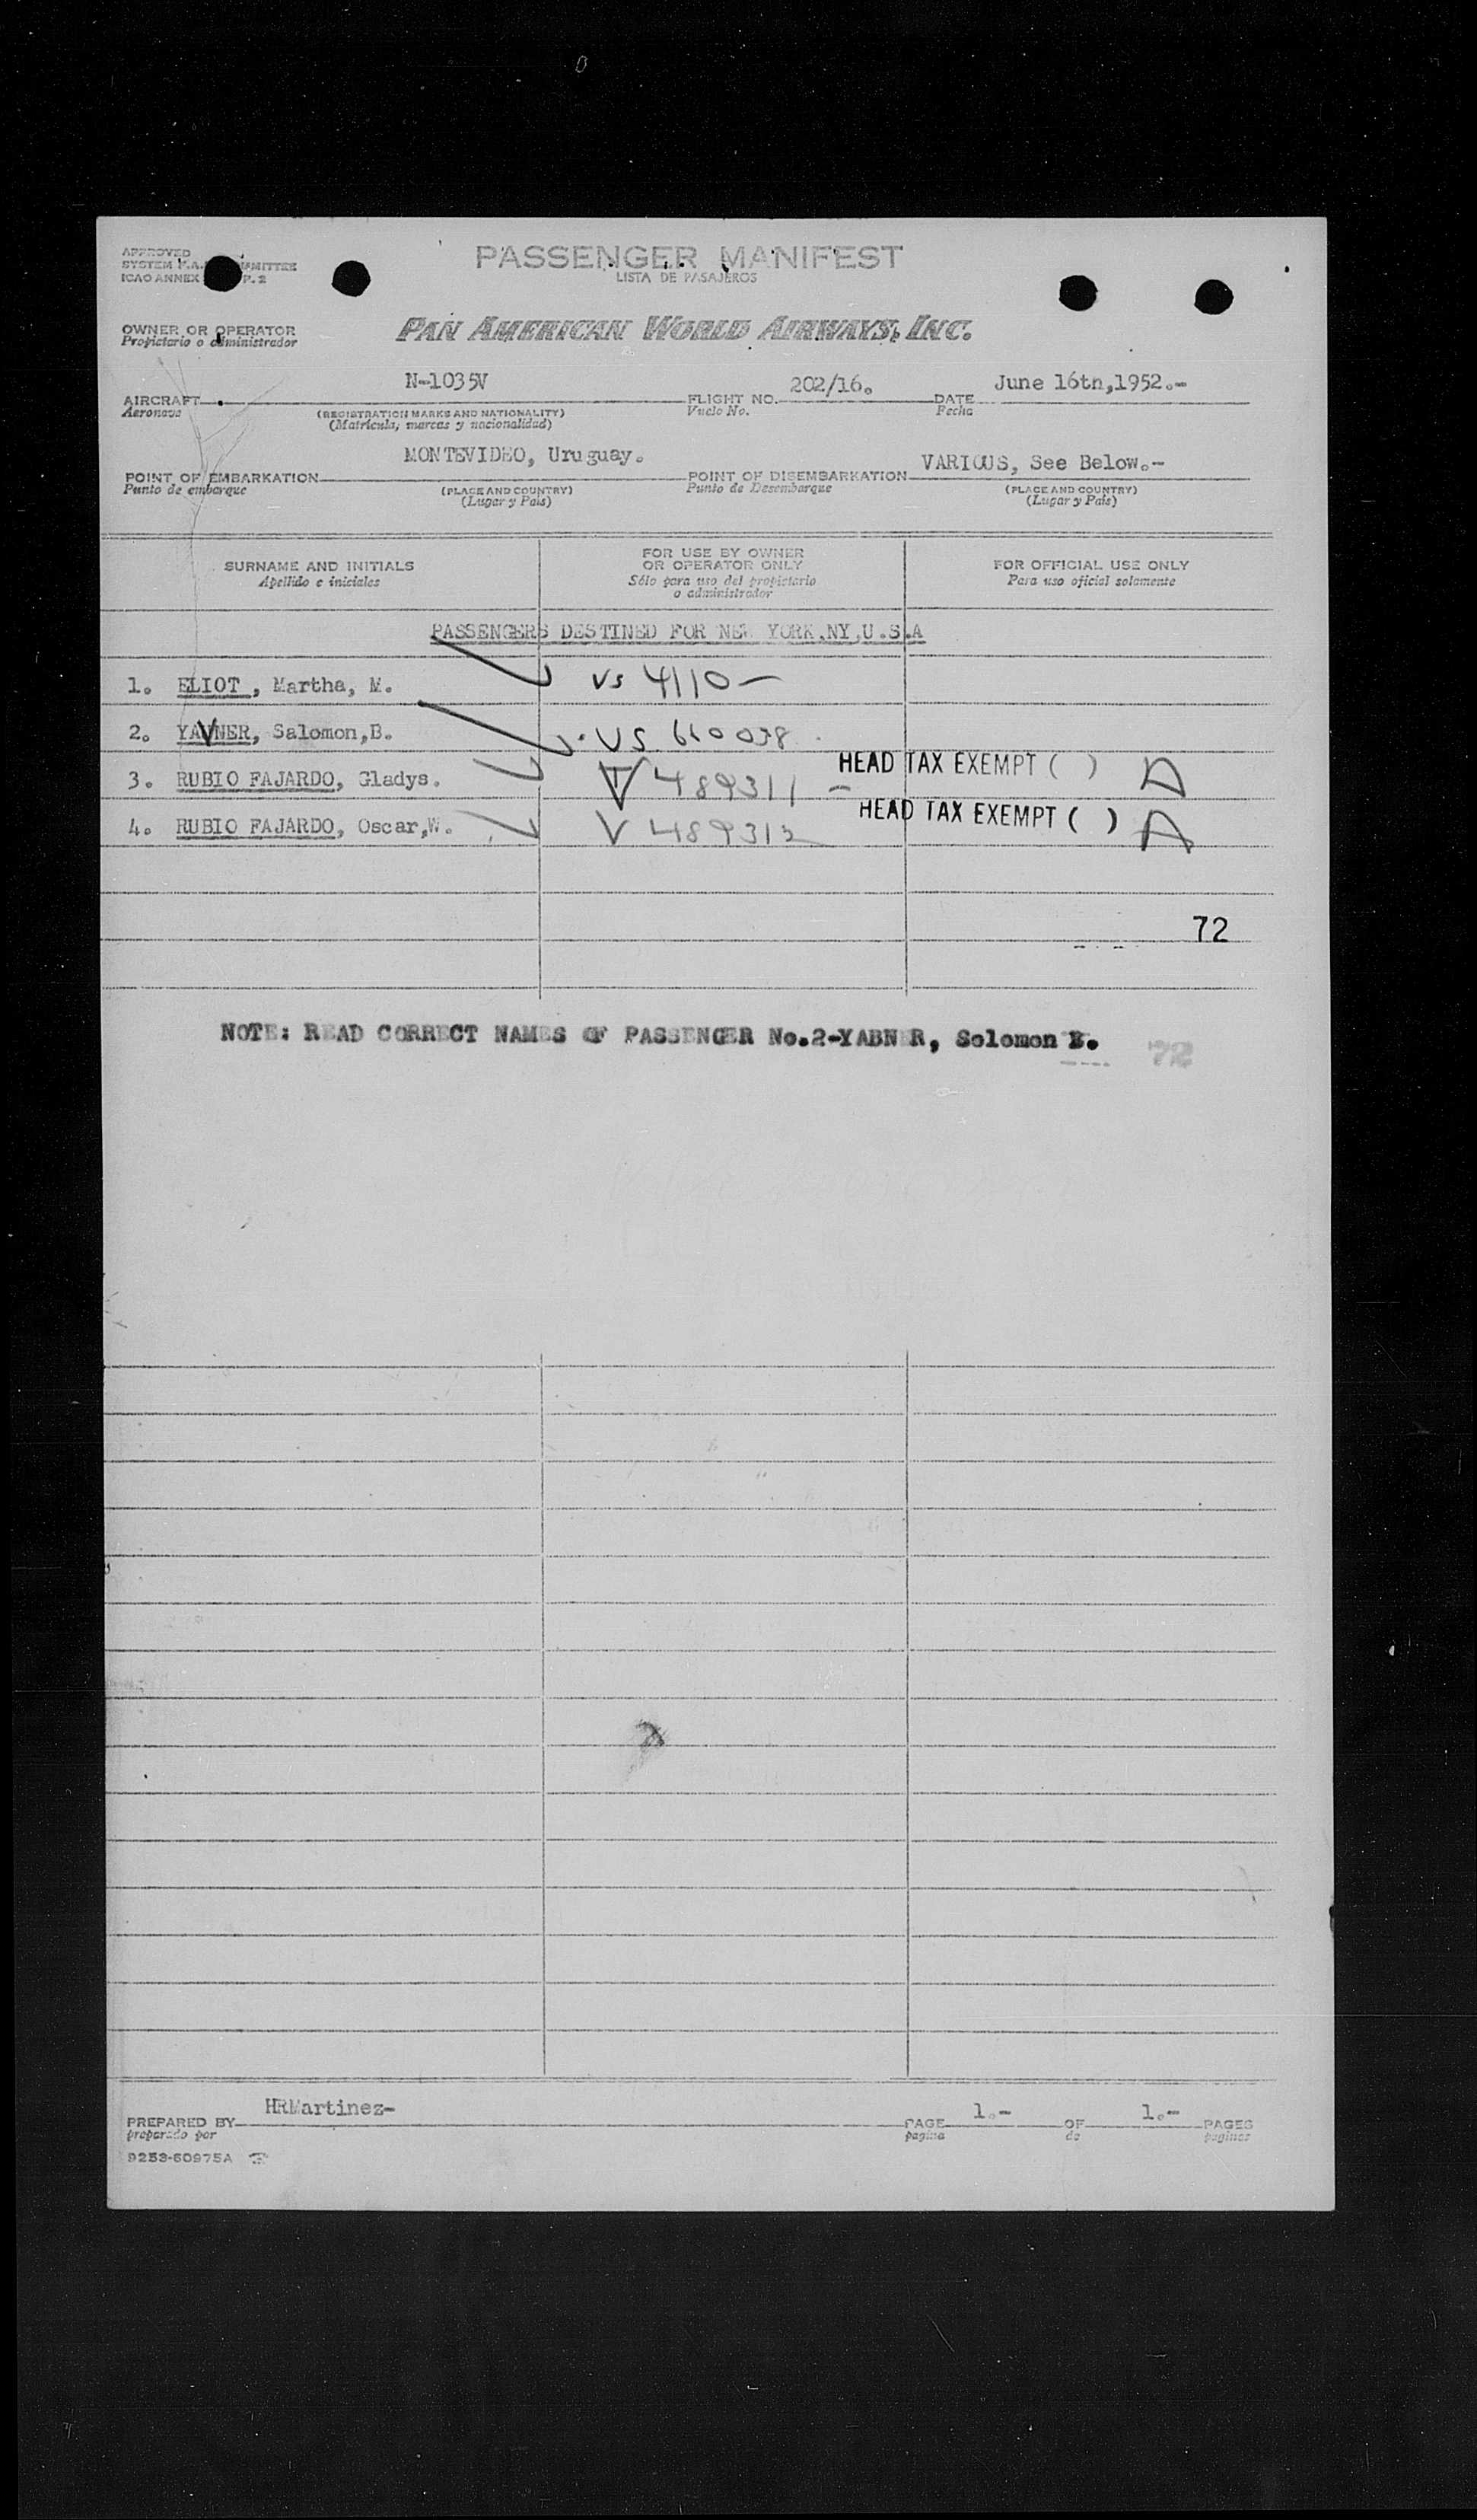 PASSENGER MANIFEST
LISTA DE PASAJEROS
APPROVED
SYSTEM
ICAO ANNEX P. 2
OWNER OR OPERATOR
Propietario o administrador
PAN AMERICAN WORLD AIRWAYS, INC.
N-1035V 202/16. June 16th,1952.-
AIRCRAFT FLIGHT NO. DATE
Aeronave (REGISTRATION MARKS AND NATIONALITY) Vuelo No. Fecha
(Matrícula, marcas y nacionalidad)
MONTEVIDEO, Uruguay. VARIOUS, See Below.-
POINT OF EMBARKATION POINT OF DISEMBARKATION
Punto de embarque (PLACE AND COUNTRY) Punto de Desembarque (PLACE AND COUNTRY)
(Lugar y País) (Lugar y País)
SURNAME AND INITIALS
Apellido e iniciales
FOR USE BY OWNER
OR OPERATOR ONLY
Sólo para uso del propietario
o administrador
FOR OFFICIAL USE ONLY
Para uso oficial solamente
PASSENGERS DESTINED FOR NEW YORK,NY,U.S.A
1. ELIOT , Martha, M. VS 4110 -
2. YAVNER, Salomon,B. US
3. RUBIO FAJARDO, Gladys. V 489311 - HEAD TAX EXEMPT ( ) A
4. RUBIO FAJARDO, Oscar,W. V 489312 HEAD TAX EXEMPT ( ) A
72
NOTE: READ CORRECT NAMES OF PASSENGER No.2-YABNER, Solomon B.
72
HRMartinez- 1.- 1.-
PREPARED BY PAGE OF PAGES
preparado por pagina de paginas
9253-60975A